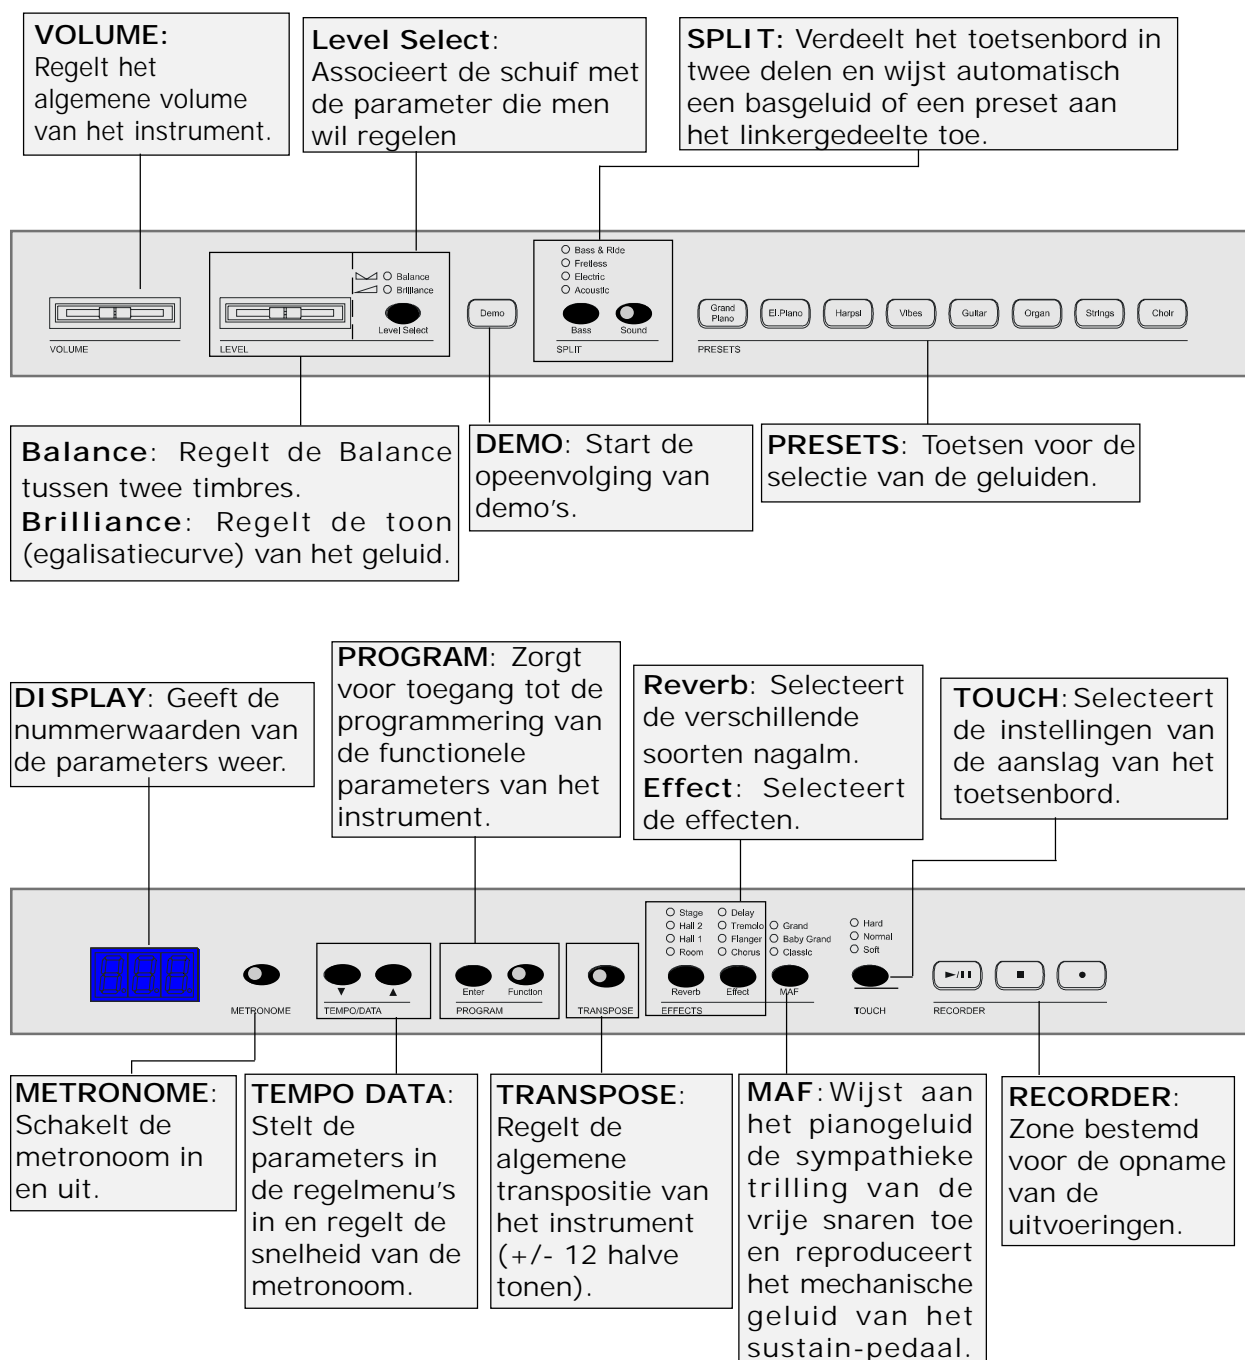 VOLUME:
Regelt het
algemene volume
van het instrument.
Level Select:
Associeert de schuif met
de parameter die men
wil regelen
SPLIT: Verdeelt het toetsenbord in
twee delen en wijst automatisch
een basgeluid of een preset aan
het linkergedeelte toe.
VOLUME
LEVEL
Balance
Brilliance
Level Select
Demo
Bass & Ride
Fretless
Electric
Acoustic
Bass Sound
SPLIT
Grand
Piano
El.Piano
Harpsi
Vibes
Guitar
Organ
Strings
Choir
PRESETS
Balance: Regelt de Balance
tussen twee timbres.
Brilliance: Regelt de toon
(egalisatiecurve) van het geluid.
DEMO: Start de
opeenvolging van
demo's.
PRESETS: Toetsen voor de
selectie van de geluiden.
DISPLAY: Geeft de
nummerwaarden van
de parameters weer.
PROGRAM: Zorgt
voor toegang tot de
programmering van
de functionele
parameters van het
instrument.
Reverb: Selecteert
de verschillende
soorten nagalm.
Effect: Selecteert
de effecten.
TOUCH: Selecteert
de instellingen van
de aanslag van het
toetsenbord.
METRONOME
▼ ▲
TEMPO/DATA
Enter Function
PROGRAM
TRANSPOSE
Stage
Hall 2
Hall 1
Room
Reverb
Delay
Tremolo
Flanger
Chorus
Effect
Grand
Baby Grand
Classic
MAF
EFFECTS
Hard
Normal
Soft
TOUCH
RECORDER
METRONOME:
Schakelt de
metronoom in
en uit.
TEMPO DATA:
Stelt de
parameters in
de regelmenu's
in en regelt de
snelheid van de
metronoom.
TRANSPOSE:
Regelt de
algemene
transpositie van
het instrument
(+/- 12 halve
tonen).
MAF: Wijst aan
het pianogeluid
de sympathieke
trilling van de
vrije snaren toe
en reproduceert
het mechanische
geluid van het
sustain-pedaal.
RECORDER:
Zone bestemd
voor de opname
van de
uitvoeringen.